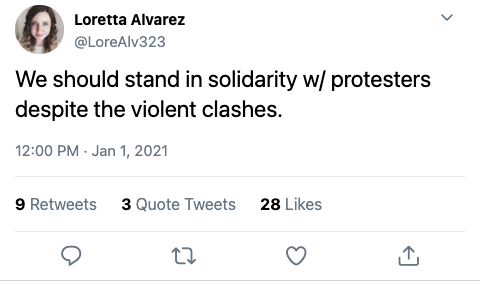 Loretta Alvarez
@LoreAlv323
We should stand in solidarity w/ protesters
despite the violent clashes.
12:00 PM · Jan 1, 2021
9 Retweets 3 Quote Tweets 28 Likes